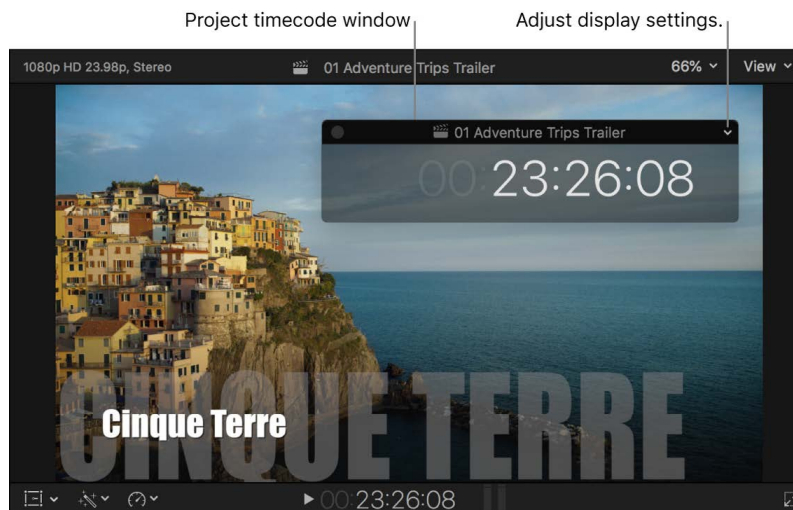 Project timecode window
Adjust display settings.
1080p HD 23.98p, Stereo
01 Adventure Trips Trailer
66%
View
01 Adventure Trips Trailer
00:23:26:08
CINQUE TERRE
Cinque Terre
00:23:26:08